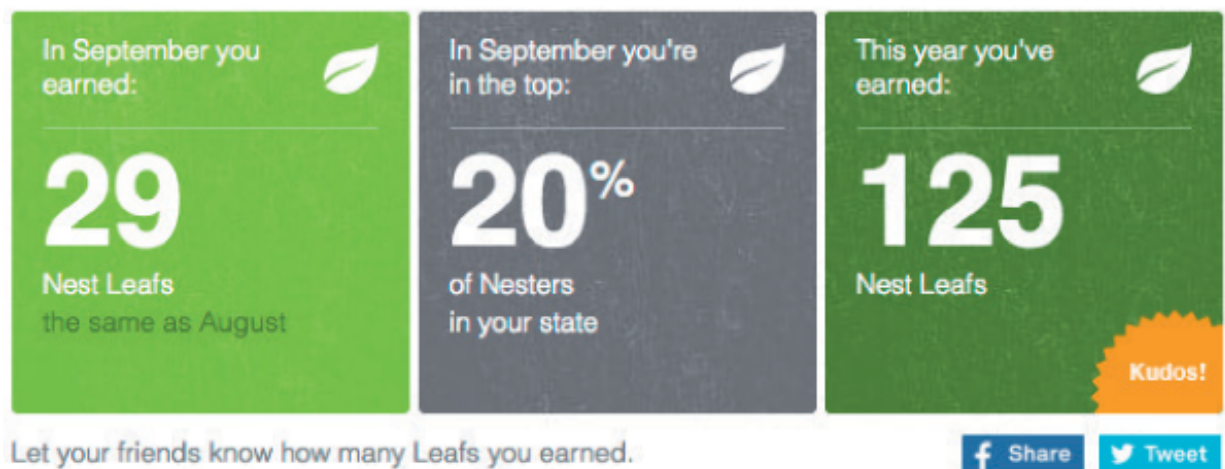 In September you
earned:
29
Nest Leafs
the same as August
In September you're
in the top:
20%
of Nesters
in your state
This year you've
earned:
125
Nest Leafs
Kudos!
Let your friends know how many Leafs you earned.
Share
Tweet